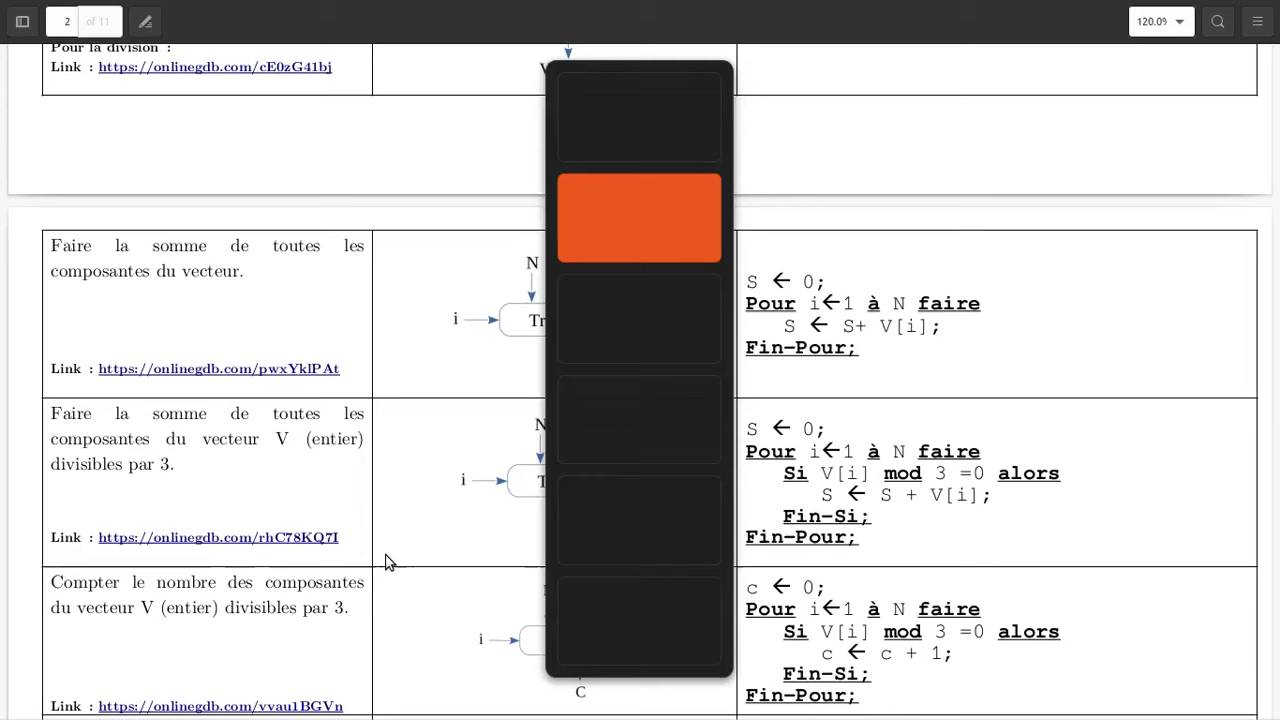 2 of 11
120.0%
Pour la division :
Link : https://onlinegdb.com/cE0zG41bj
Faire la somme de toutes les
composantes du vecteur.
Link : https://onlinegdb.com/pwxYklPAt
N
i
S ← 0;
Pour i←1 à N faire
S ← S+ V[i];
Fin-Pour;
Faire la somme de toutes les
composantes du vecteur V (entier)
divisibles par 3.
Link : https://onlinegdb.com/rhC78KQ7I
i
S ← 0;
Pour i←1 à N faire
Si V[i] mod 3 =0 alors
S ← S + V[i];
Fin-Si;
Fin-Pour;
Compter le nombre des composantes
du vecteur V (entier) divisibles par 3.
Link : https://onlinegdb.com/vvau1BGVn
i
C
c ← 0;
Pour i←1 à N faire
Si V[i] mod 3 =0 alors
c ← c + 1;
Fin-Si;
Fin-Pour;